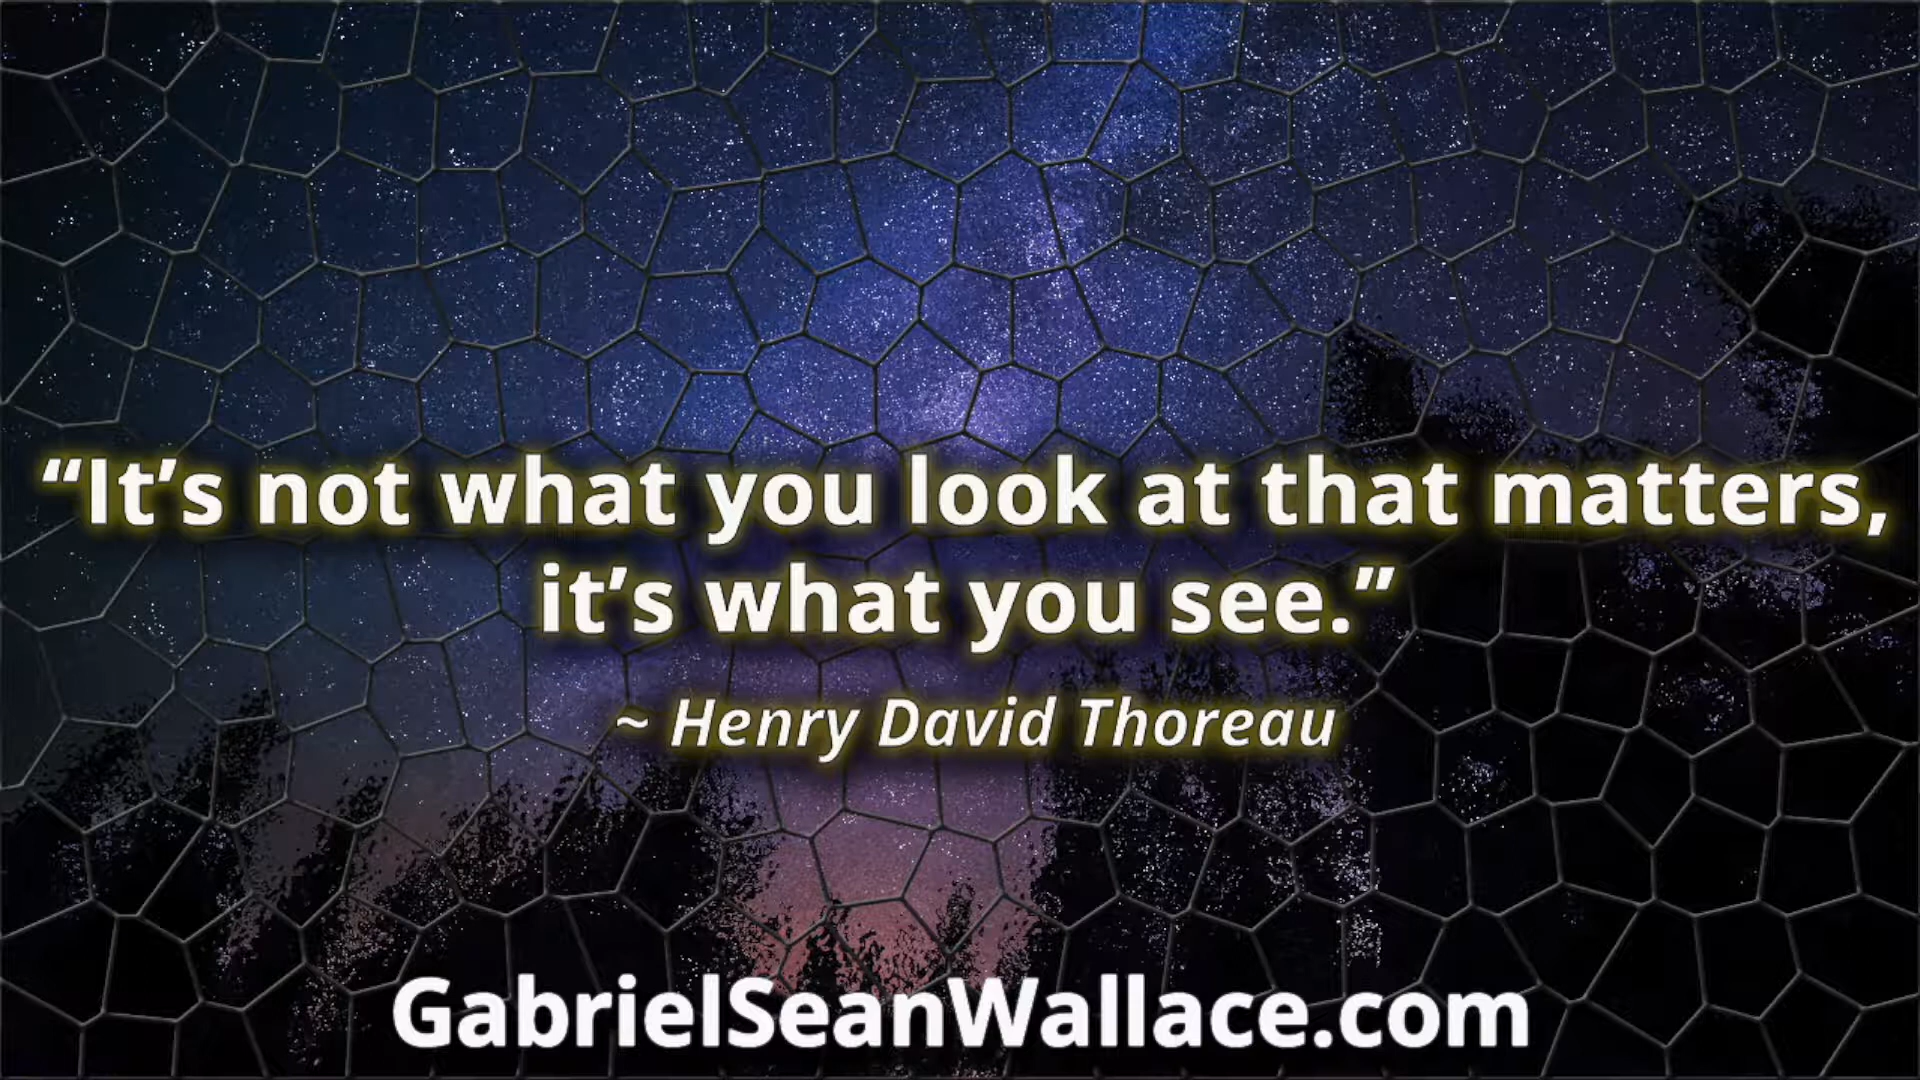 “It’s not what you look at that matters,
it’s what you see.”
~ Henry David Thoreau
GabrielSeanWallace.com